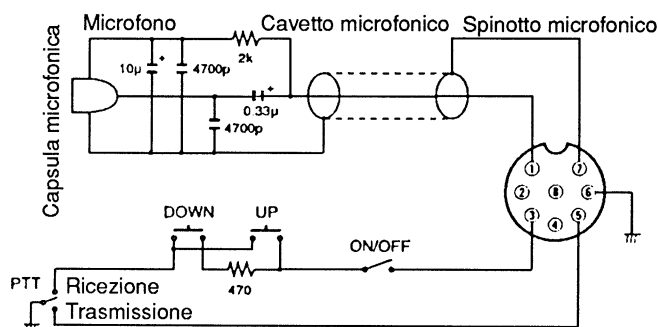 Microfono
Cavetto microfonico
Spinotto microfonico
Capsula microfonica
2k
10µ
+
4700p
+
0.33µ
4700p
1
7
2
8
6
3
4
5
DOWN
UP
ON/OFF
470
PTT
Ricezione
Trasmissione